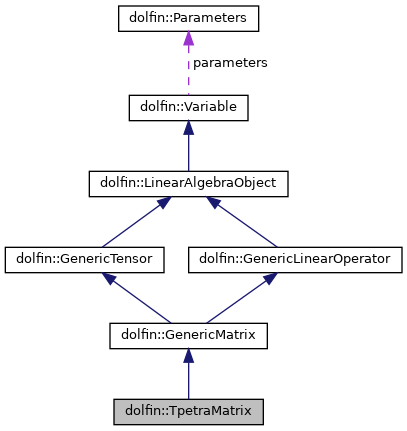 dolfin::Parameters
parameters
dolfin::Variable
dolfin::LinearAlgebraObject
dolfin::GenericTensor
dolfin::GenericLinearOperator
dolfin::GenericMatrix
dolfin::TpetraMatrix